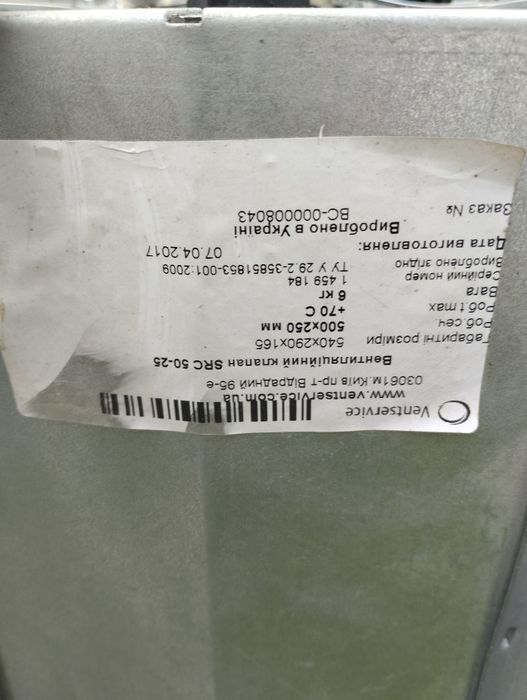 Ventservice
www.ventservice.com.ua
03061м.Київ пр-т Відрадний 95-е
Вентиляційний клапан SRC 50-25
Габаритні розміри 540x290x165
Роб. сеч. 500x250 мм
Роб.t max +70 С
Вага 6 кг
Серійний номер 1 459 184
Вироблено згідно ТУ У 29.2-35851853-001:2009
Дата виготовленя: 07.04.2017
Вироблено в Україні
Заказ № ВС-000008043